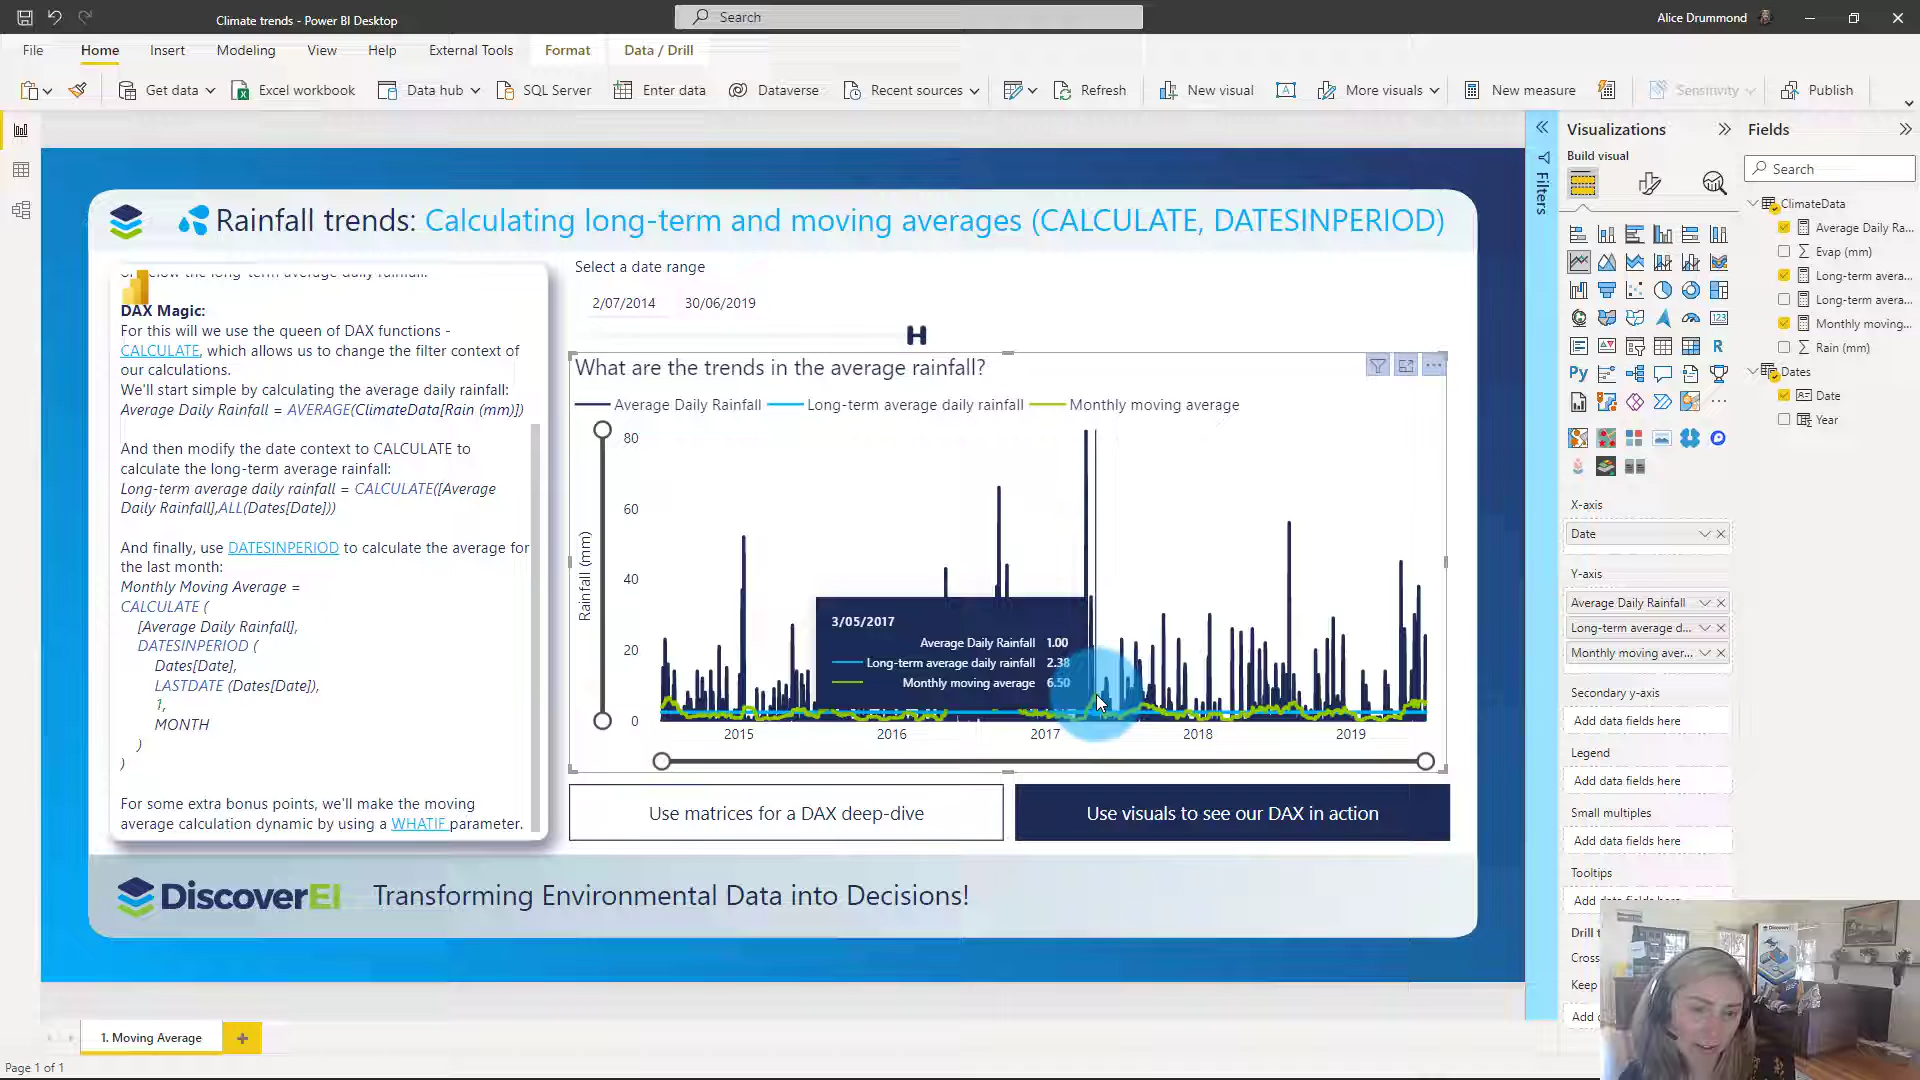 Climate trends - Power BI Desktop
Search
Alice Drummond
File
Home
Insert
Modeling
View
Help
External Tools
Format
Data / Drill
Get data
Excel workbook
Data hub
SQL Server
Enter data
Dataverse
Recent sources
Refresh
New visual
More visuals
New measure
Sensitivity
Publish
Rainfall trends: Calculating long-term and moving averages (CALCULATE, DATESINPERIOD)
or below the long-term average daily rainfall.
DAX Magic:
For this will we use the queen of DAX functions -
CALCULATE, which allows us to change the filter context of
our calculations.
We'll start simple by calculating the average daily rainfall:
Average Daily Rainfall = AVERAGE(ClimateData[Rain (mm)])
And then modify the date context to CALCULATE to
calculate the long-term average rainfall:
Long-term average daily rainfall = CALCULATE([Average
Daily Rainfall],ALL(Dates[Date]))
And finally, use DATESINPERIOD to calculate the average for
the last month:
Monthly Moving Average =
CALCULATE (
[Average Daily Rainfall],
DATESINPERIOD (
Dates[Date],
LASTDATE (Dates[Date]),
1,
MONTH
)
)
For some extra bonus points, we'll make the moving
average calculation dynamic by using a WHATIF parameter.
Select a date range
2/07/2014
30/06/2019
What are the trends in the average rainfall?
Average Daily Rainfall
Long-term average daily rainfall
Monthly moving average
Rainfall (mm)
80
60
40
20
0
3/05/2017
Average Daily Rainfall 1.00
Long-term average daily rainfall 2.38
Monthly moving average 6.50
2015
2016
2017
2018
2019
Use matrices for a DAX deep-dive
Use visuals to see our DAX in action
DiscoverEI
Transforming Environmental Data into Decisions!
1. Moving Average
Page 1 of 1
Filters
Visualizations
Build visual
123
R
Py
X-axis
Date
Y-axis
Average Daily Rainfall
Long-term average d...
Monthly moving aver...
Secondary y-axis
Add data fields here
Legend
Add data fields here
Small multiples
Add data fields here
Tooltips
Add
Drill t
Cross
Keep
Add
Fields
Search
ClimateData
Average Daily Ra...
Evap (mm)
Long-term avera...
Long-term avera...
Monthly moving...
Rain (mm)
Dates
Date
Year